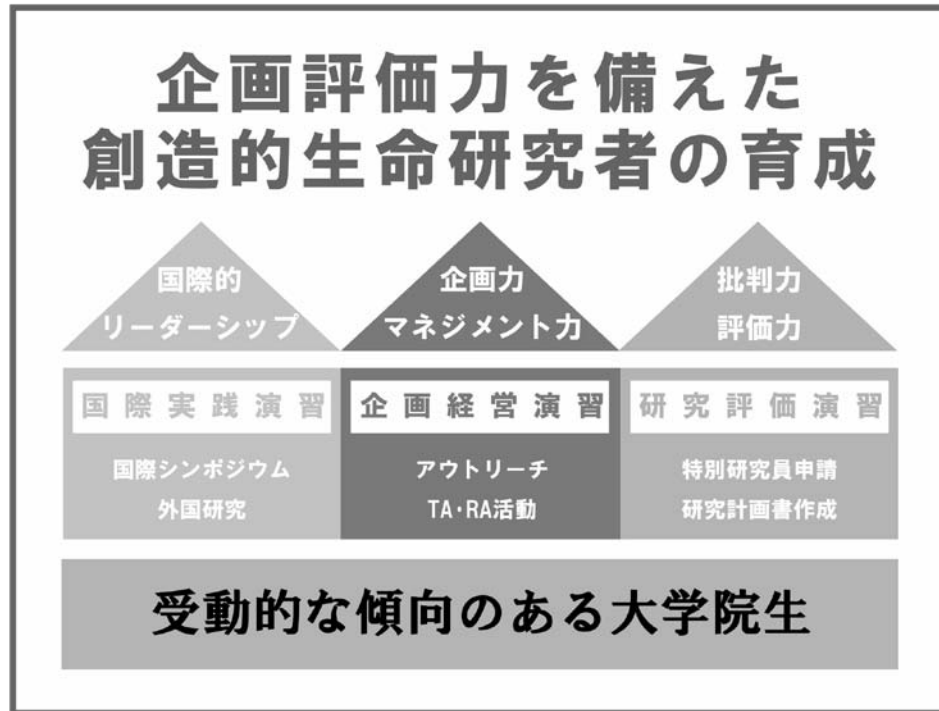 企画評価力を備えた
創造的生命研究者の育成
国際的
リーダーシップ
企画力
マネジメント力
批判力
評価力
国際実践演習
企画経営演習
研究評価演習
国際シンポジウム
外国研究
アウトリーチ
TA・RA活動
特別研究員申請
研究計画書作成
受動的な傾向のある大学院生